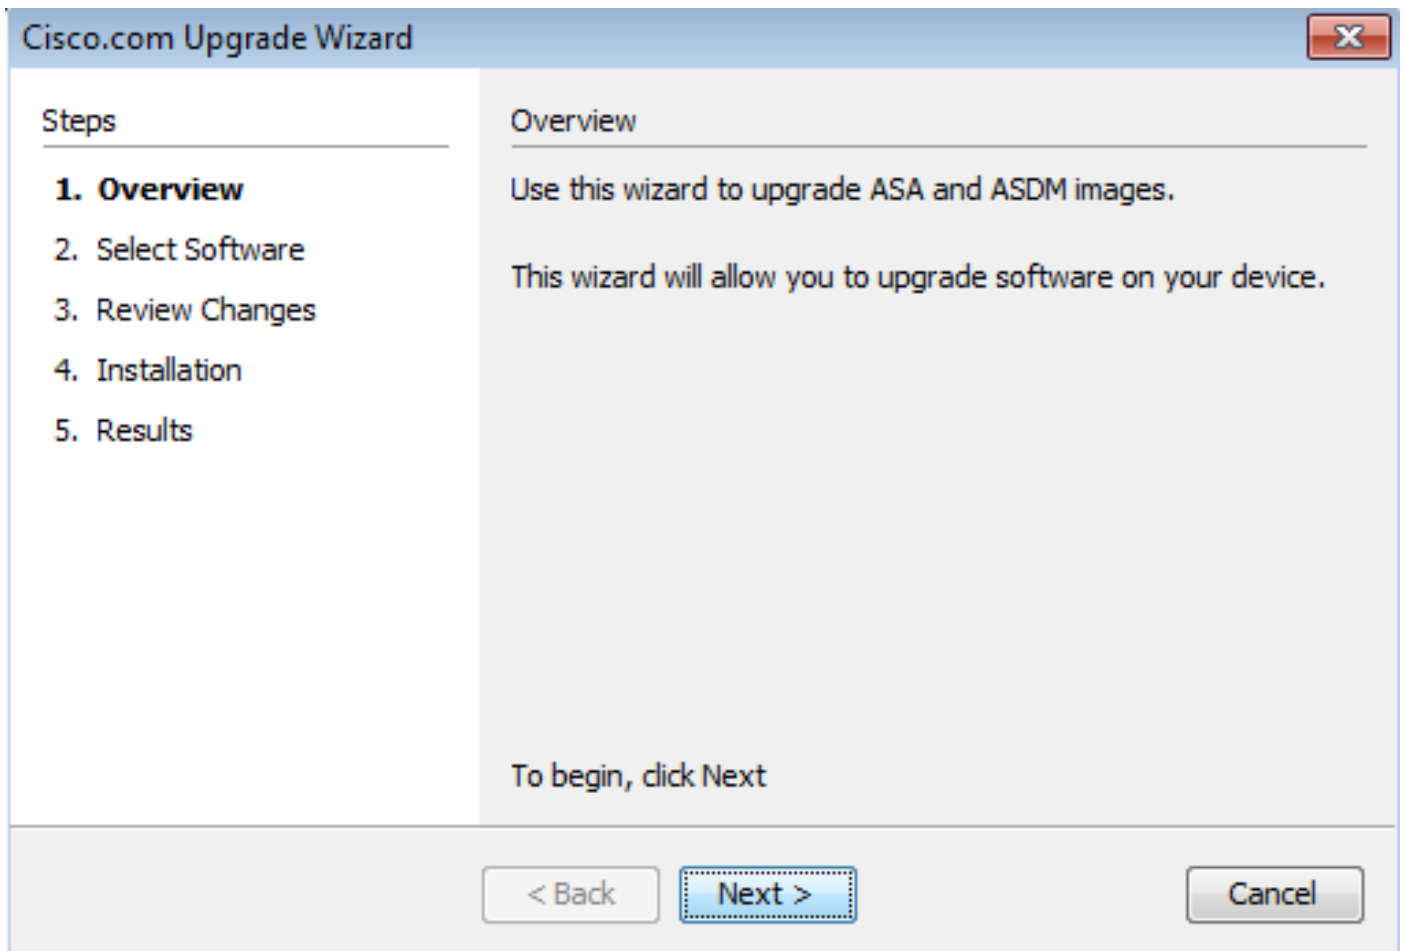 Cisco.com Upgrade Wizard
Steps
1. Overview
2. Select Software
3. Review Changes
4. Installation
5. Results
Overview
Use this wizard to upgrade ASA and ASDM images.
This wizard will allow you to upgrade software on your device.
To begin, click Next
< Back
Next >
Cancel